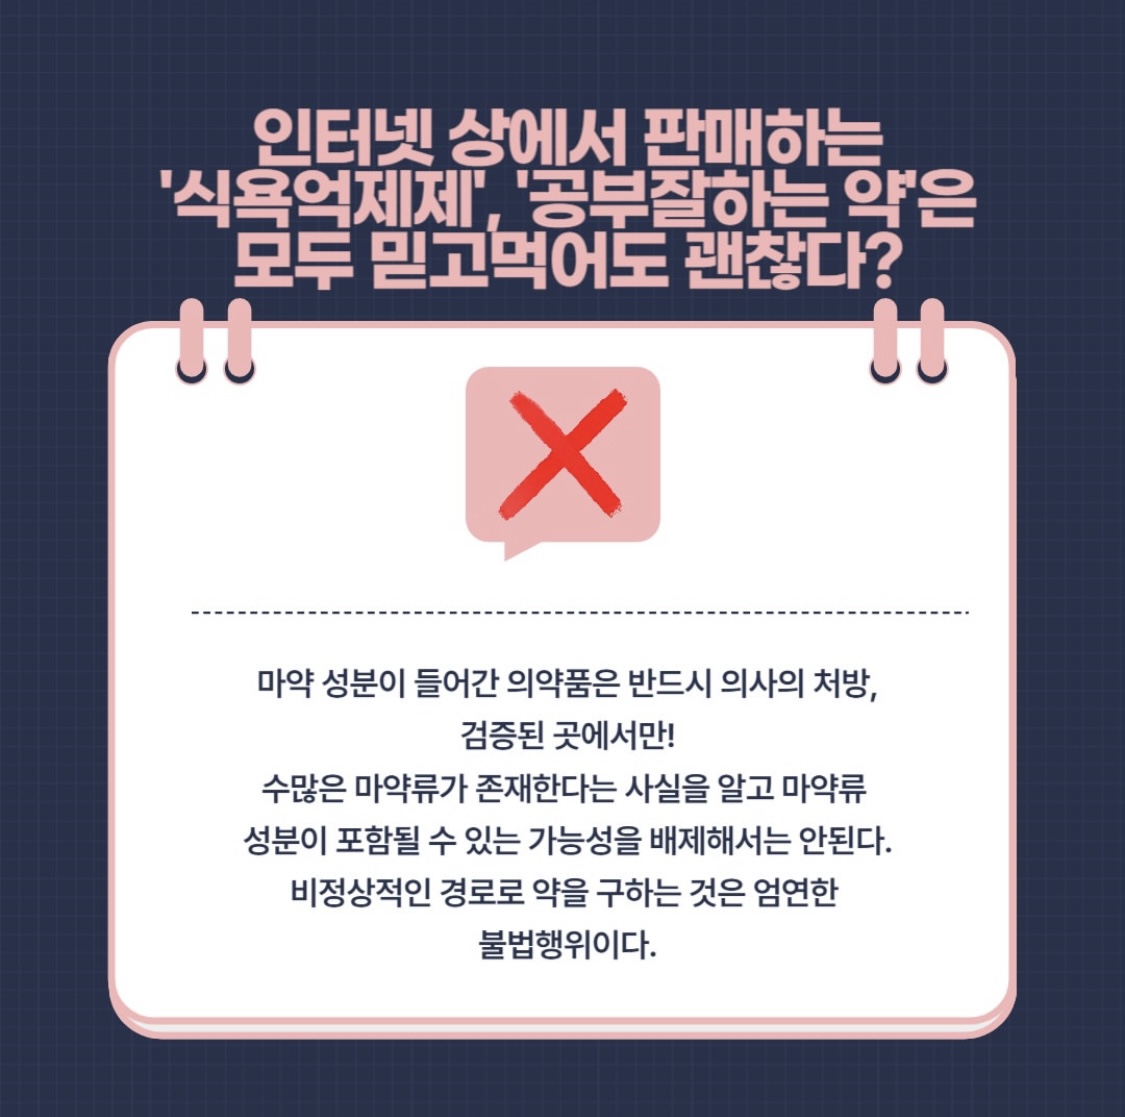 인터넷 상에서 판매하는
'식욕억제제', '공부잘하는 약'은
모두 믿고먹어도 괜찮다?
마약 성분이 들어간 의약품은 반드시 의사의 처방,
검증된 곳에서만!
수많은 마약류가 존재한다는 사실을 알고 마약류
성분이 포함될 수 있는 가능성을 배제해서는 안된다.
비정상적인 경로로 약을 구하는 것은 엄연한
불법행위이다.